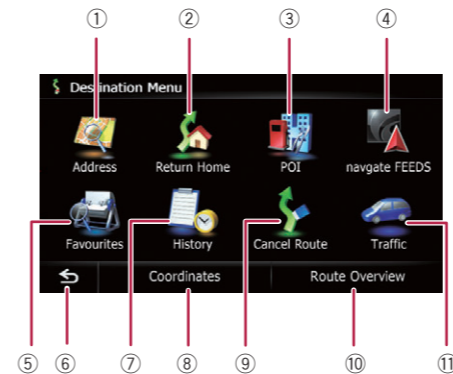 ① ② ③ ④
Destination Menu
Address Return Home POI navgate FEEDS
Favourites History Cancel Route Traffic
Coordinates Route Overview
⑤ ⑥ ⑦ ⑧ ⑨ ⑩ ⑪